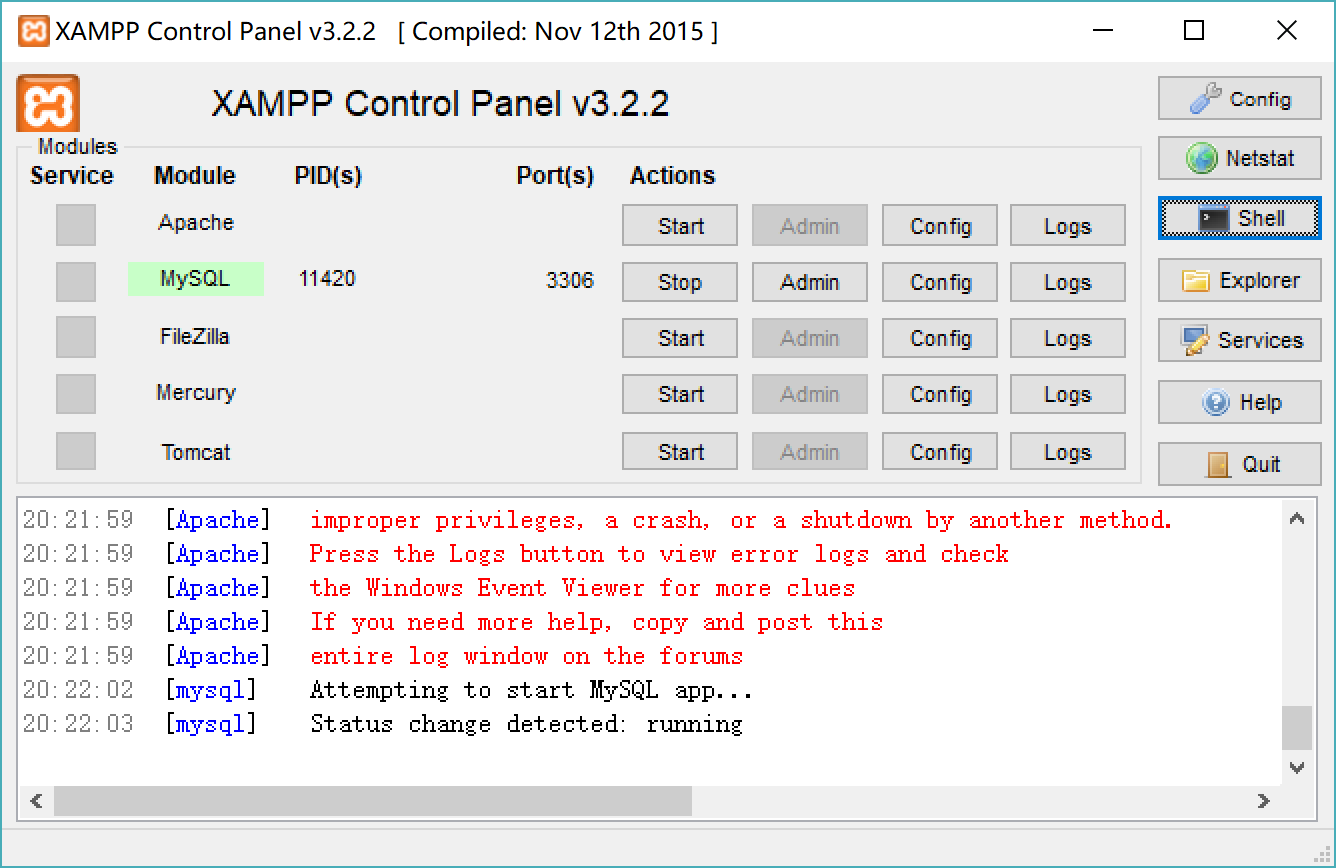 XAMPP Control Panel v3.2.2 [ Compiled: Nov 12th 2015 ]
XAMPP Control Panel v3.2.2
Config
Modules
Netstat
Service Module PID(s) Port(s) Actions
Apache Start Admin Config Logs
Shell
MySQL 11420 3306 Stop Admin Config Logs
Explorer
FileZilla Start Admin Config Logs
Services
Mercury Start Admin Config Logs
Help
Tomcat Start Admin Config Logs
Quit
20:21:59 [Apache] improper privileges, a crash, or a shutdown by another method.
20:21:59 [Apache] Press the Logs button to view error logs and check
20:21:59 [Apache] the Windows Event Viewer for more clues
20:21:59 [Apache] If you need more help, copy and post this
20:21:59 [Apache] entire log window on the forums
20:22:02 [mysql] Attempting to start MySQL app...
20:22:03 [mysql] Status change detected: running